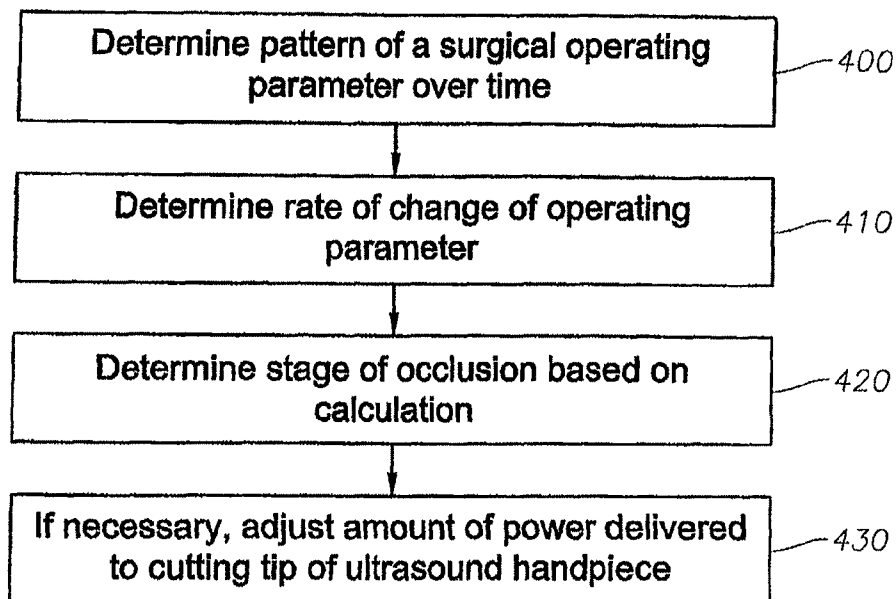 Determine pattern of a surgical operating
parameter over time
400
Determine rate of change of operating
parameter
410
Determine stage of occlusion based on
calculation
420
If necessary, adjust amount of power delivered
to cutting tip of ultrasound handpiece
430